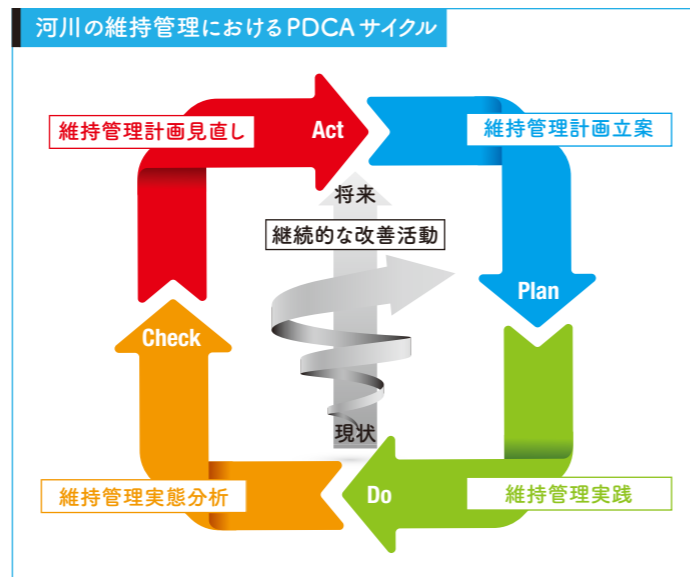 河川の維持管理におけるPDCAサイクル
維持管理計画見直し
Act
維持管理計画立案
将来
継続的な改善活動
Plan
Check
現状
維持管理実態分析
Do
維持管理実践